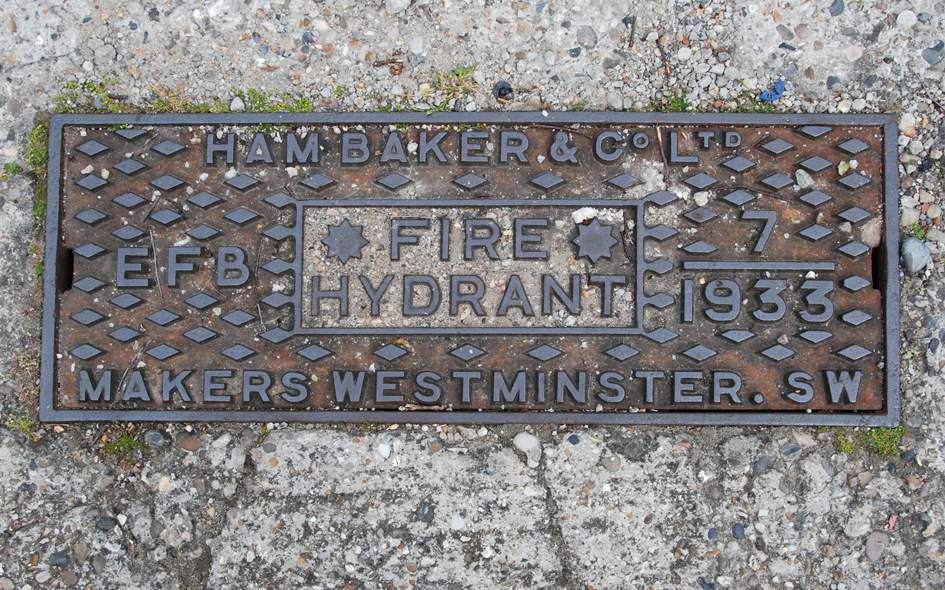 HAM BAKER & Co LTD
FIRE
HYDRANT
EFB
7
1933
MAKERS WESTMINSTER. SW